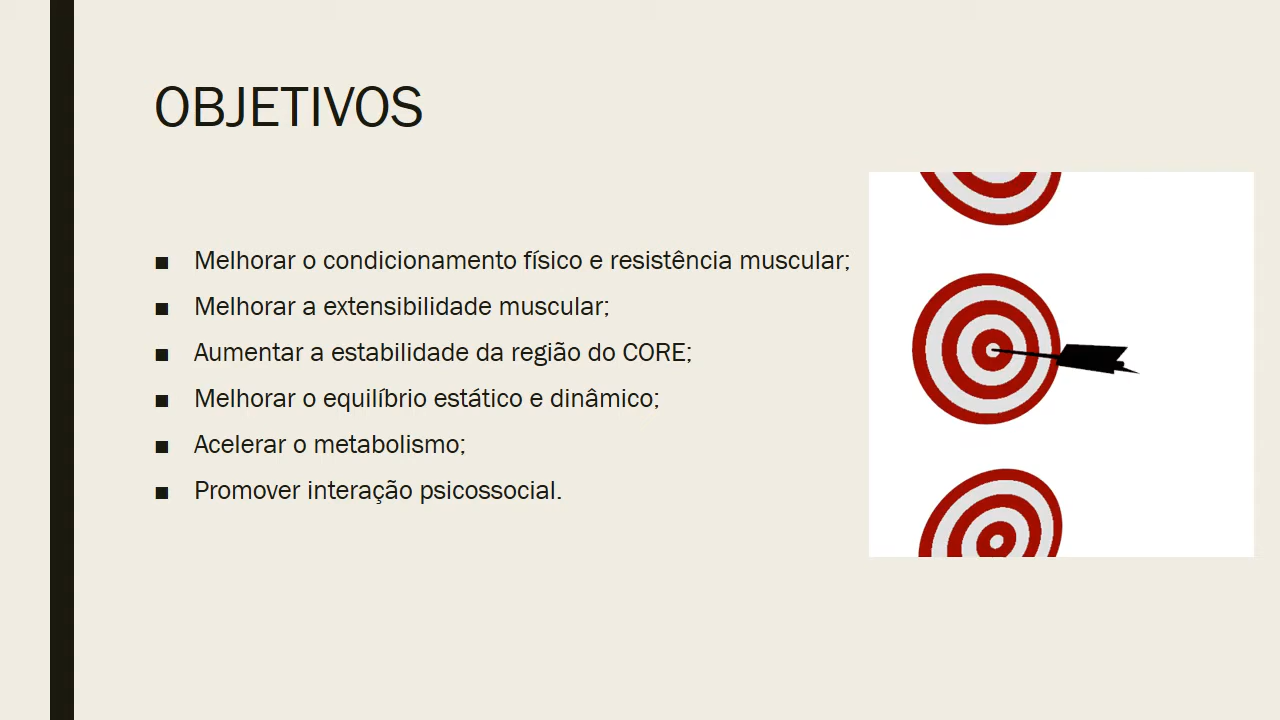 OBJETIVOS
▪ Melhorar o condicionamento físico e resistência muscular;
▪ Melhorar a extensibilidade muscular;
▪ Aumentar a estabilidade da região do CORE;
▪ Melhorar o equilíbrio estático e dinâmico;
▪ Acelerar o metabolismo;
▪ Promover interação psicossocial.